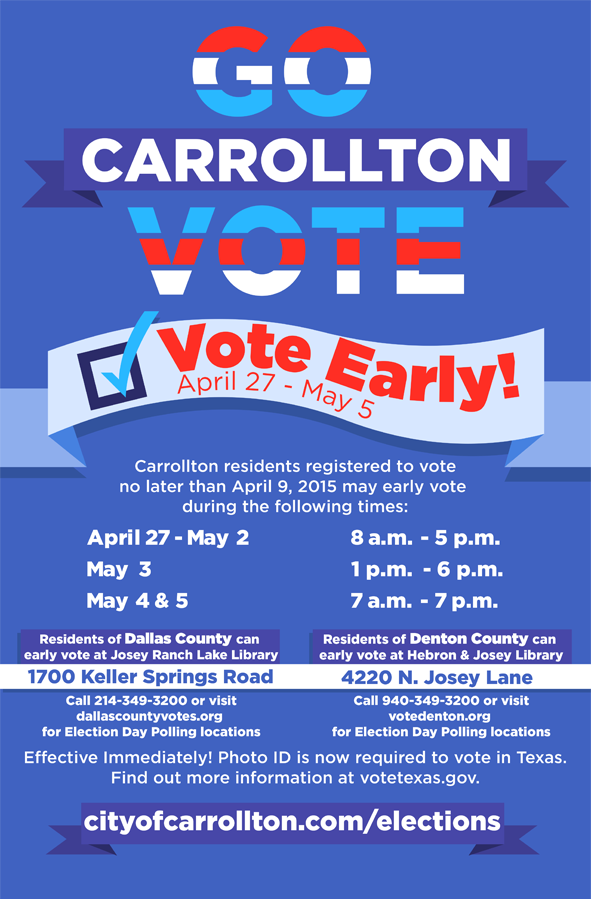 GO
CARROLLTON
VOTE
Vote Early!
April 27 - May 5
Carrollton residents registered to vote
no later than April 9, 2015 may early vote
during the following times:
April 27 - May 2 8 a.m. - 5 p.m.
May 3 1 p.m. - 6 p.m.
May 4 & 5 7 a.m. - 7 p.m.
Residents of Dallas County can
early vote at Josey Ranch Lake Library
1700 Keller Springs Road
Call 214-349-3200 or visit
dallascountyvotes.org
for Election Day Polling locations
Residents of Denton County can
early vote at Hebron & Josey Library
4220 N. Josey Lane
Call 940-349-3200 or visit
votedenton.org
for Election Day Polling locations
Effective Immediately! Photo ID is now required to vote in Texas.
Find out more information at votetexas.gov.
cityofcarrollton.com/elections